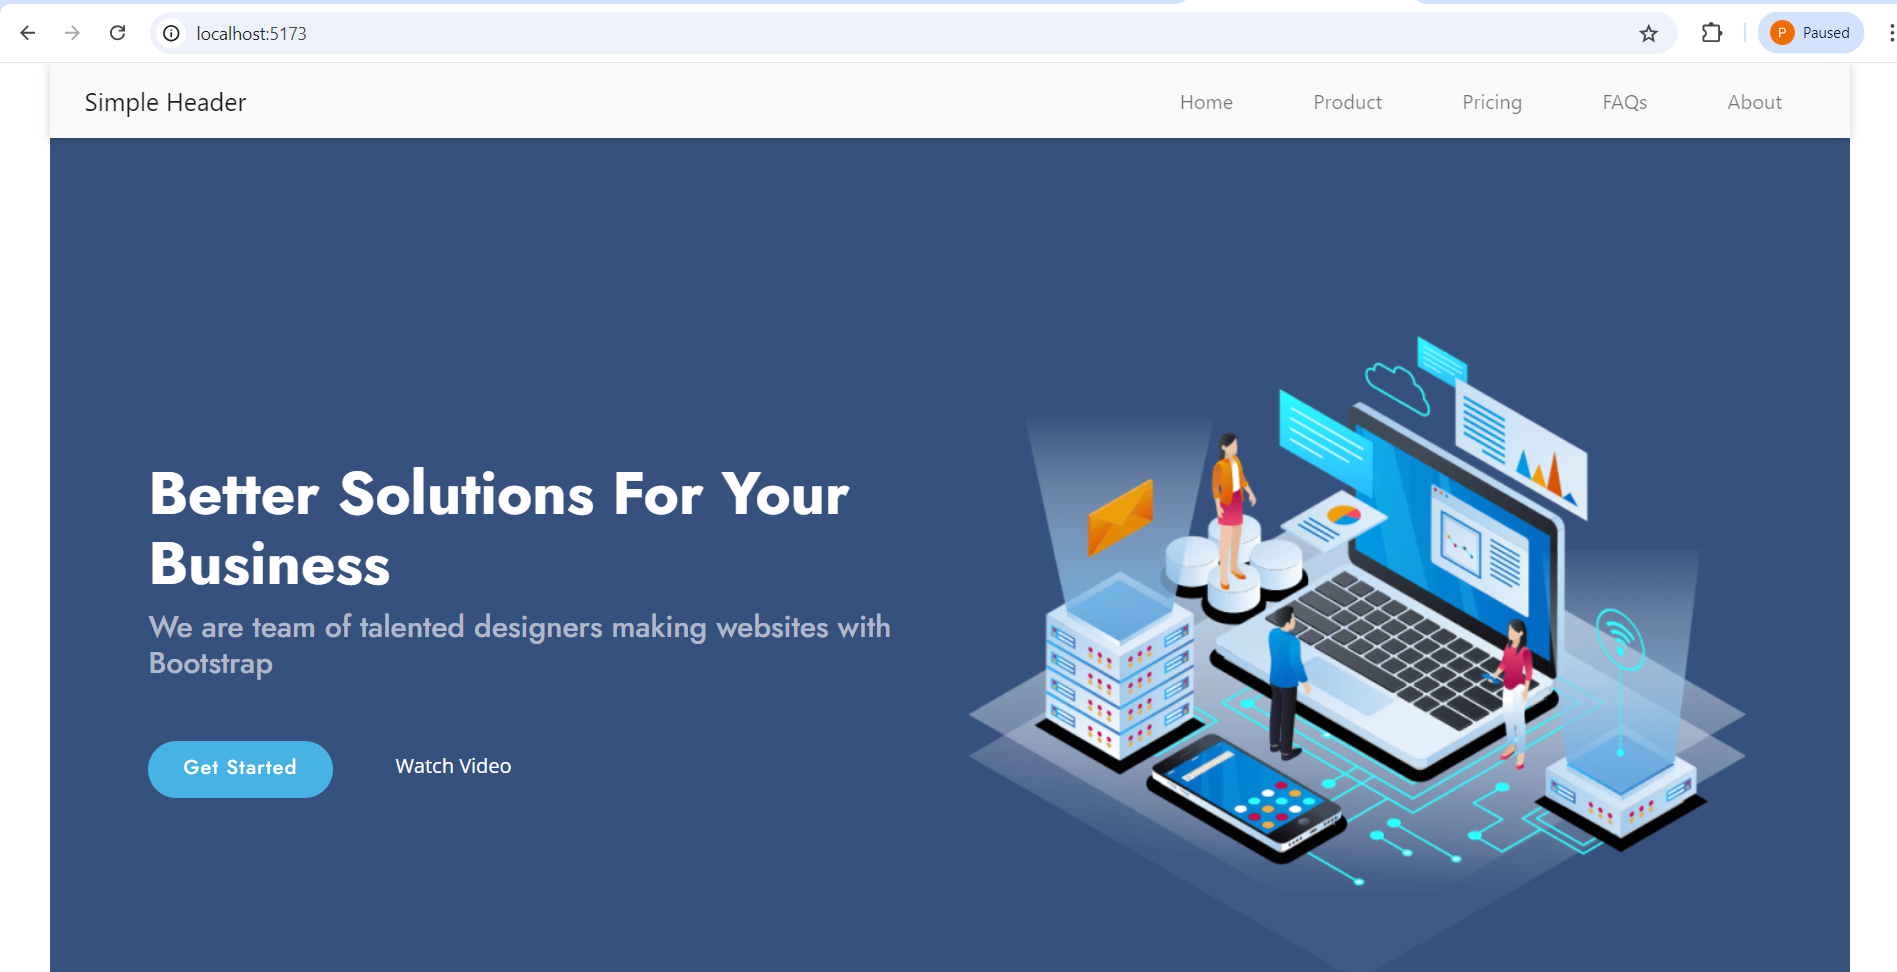 localhost:5173
P Paused
Simple Header Home Product Pricing FAQs About
Better Solutions For Your
Business
We are team of talented designers making websites with
Bootstrap
Get Started Watch Video